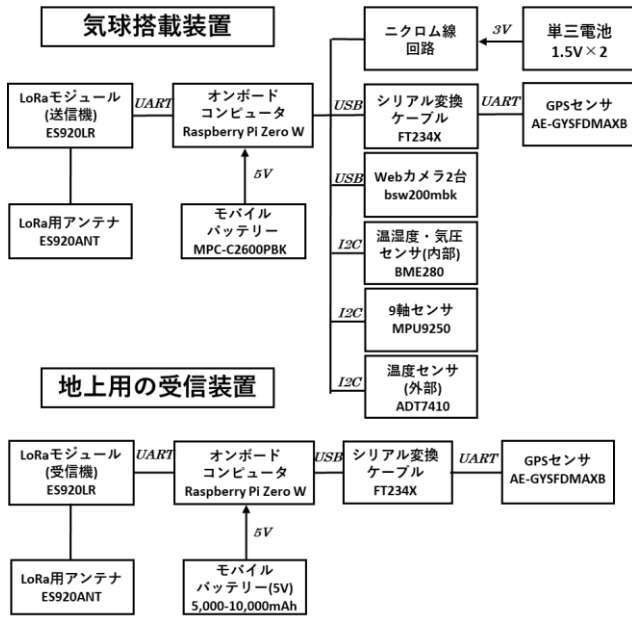 気球搭載装置
ニクロム線
回路
3V
単三電池
1.5V×2
LoRaモジュール
(送信機)
ES920LR
UART
オンボード
コンピュータ
Raspberry Pi Zero W
USB
シリアル変換
ケーブル
FT234X
UART
GPSセンサ
AE-GYSFDMAXB
5V
USB
Webカメラ2台
bsw200mbk
LoRa用アンテナ
ES920ANT
モバイル
バッテリー
MPC-C2600PBK
I2C
温湿度・気圧
センサ(内部)
BME280
I2C
9軸センサ
MPU9250
I2C
温度センサ
(外部)
ADT7410
地上用の受信装置
LoRaモジュール
(受信機)
ES920LR
UART
オンボード
コンピュータ
Raspberry Pi Zero W
USB
シリアル変換
ケーブル
FT234X
UART
GPSセンサ
AE-GYSFDMAXB
5V
LoRa用アンテナ
ES920ANT
モバイル
バッテリー(5V)
5,000-10,000mAh